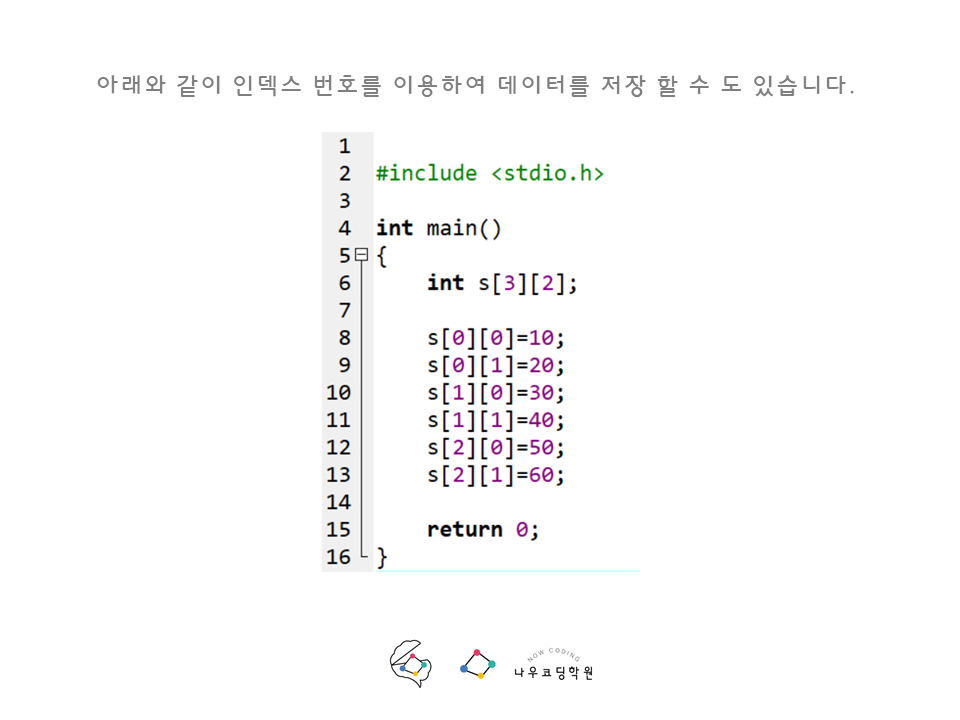 아래와 같이 인덱스 번호를 이용하여 데이터를 저장 할 수 도 있습니다.
1
2 #include <stdio.h>
3
4 int main()
5 {
6 int s[3][2];
7
8 s[0][0]=10;
9 s[0][1]=20;
10 s[1][0]=30;
11 s[1][1]=40;
12 s[2][0]=50;
13 s[2][1]=60;
14
15 return 0;
16 }
NOW CODING
나우코딩학원